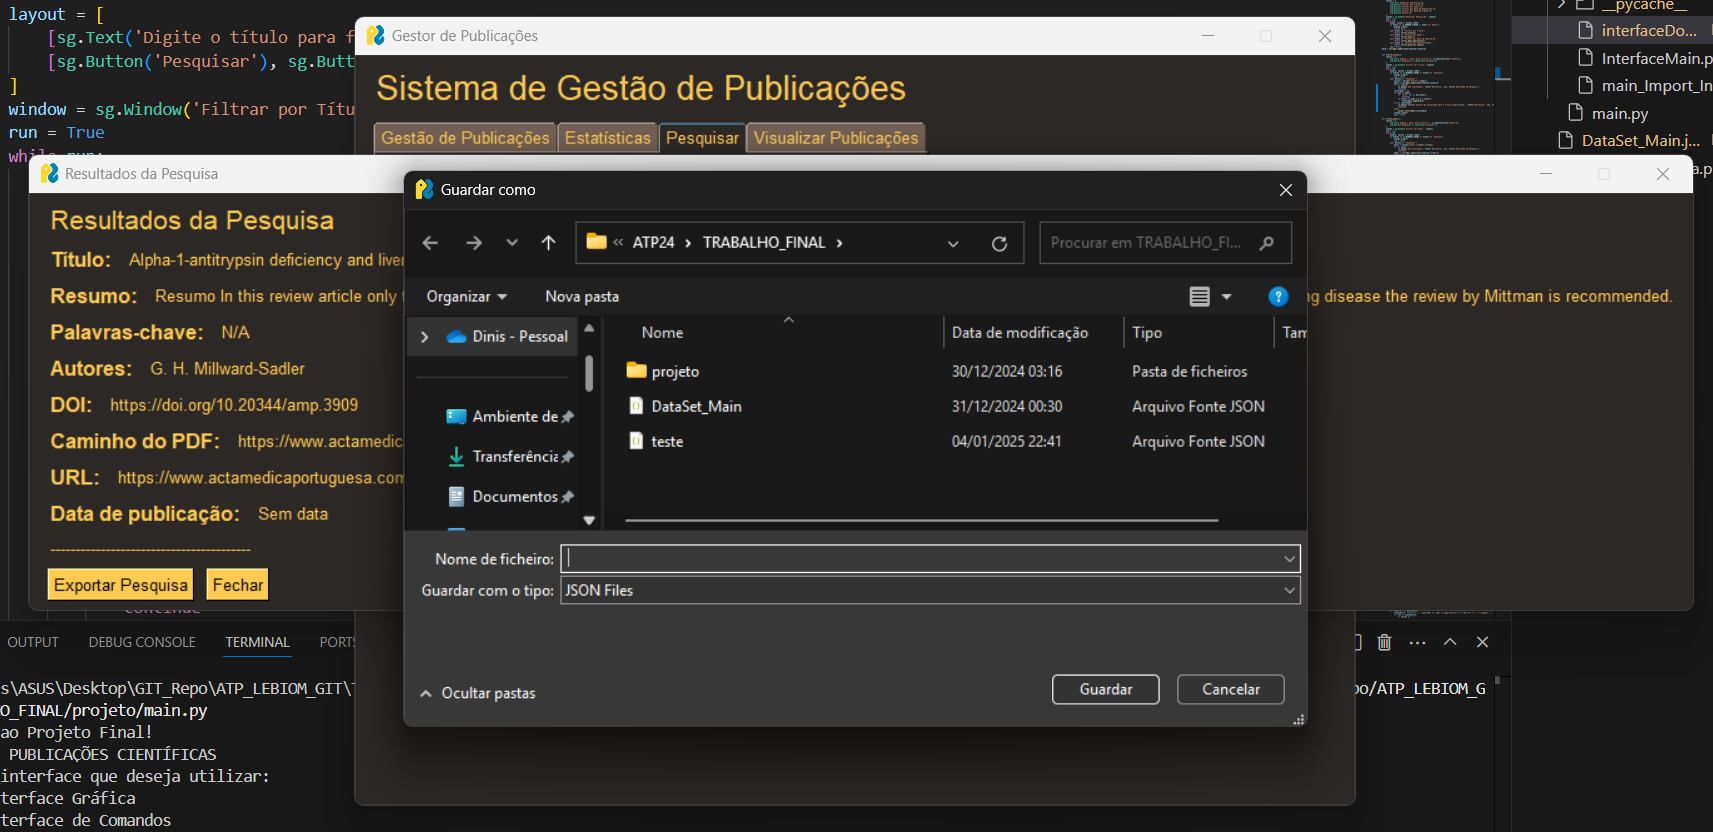 layout = [
[sg.Text('Digite o título para f
[sg.Button('Pesquisar'), sg.Butt
]
window = sg.Window('Filtrar por Títu
run = True
while run:
Gestor de Publicações
Sistema de Gestão de Publicações
Gestão de Publicações
Estatísticas
Pesquisar
Visualizar Publicações
__pycache__
interfaceDo...
InterfaceMain.p
main_Import_In
main.py
DataSet_Main.j...
a.p
Resultados da Pesquisa
Resultados da Pesquisa
Título: Alpha-1-antitrypsin deficiency and liver
Resumo: Resumo In this review article only
ng disease the review by Mittman is recommended.
Palavras-chave: N/A
Autores: G. H. Millward-Sadler
DOI: https://doi.org/10.20344/amp.3909
Caminho do PDF: https://www.actamedic
URL: https://www.actamedicaportuguesa.com
Data de publicação: Sem data
----------------------------------------
Exportar Pesquisa
Fechar
continue
Guardar como
« ATP24 › TRABALHO_FINAL ›
Procurar em TRABALHO_FI...
Organizar
Nova pasta
?
Dinis - Pessoal
Ambiente de
Transferência
Documentos
Nome
Data de modificação
Tipo
Tam
projeto 30/12/2024 03:16 Pasta de ficheiros
DataSet_Main 31/12/2024 00:30 Arquivo Fonte JSON
teste 04/01/2025 22:41 Arquivo Fonte JSON
Nome de ficheiro:
Guardar com o tipo: JSON Files
Ocultar pastas
Guardar
Cancelar
OUTPUT DEBUG CONSOLE TERMINAL PORTS
s\ASUS\Desktop\GIT_Repo\ATP_LEBIOM_GIT\T
po/ATP_LEBIOM_G
O_FINAL/projeto/main.py
ao Projeto Final!
PUBLICAÇÕES CIENTÍFICAS
interface que deseja utilizar:
terface Gráfica
terface de Comandos